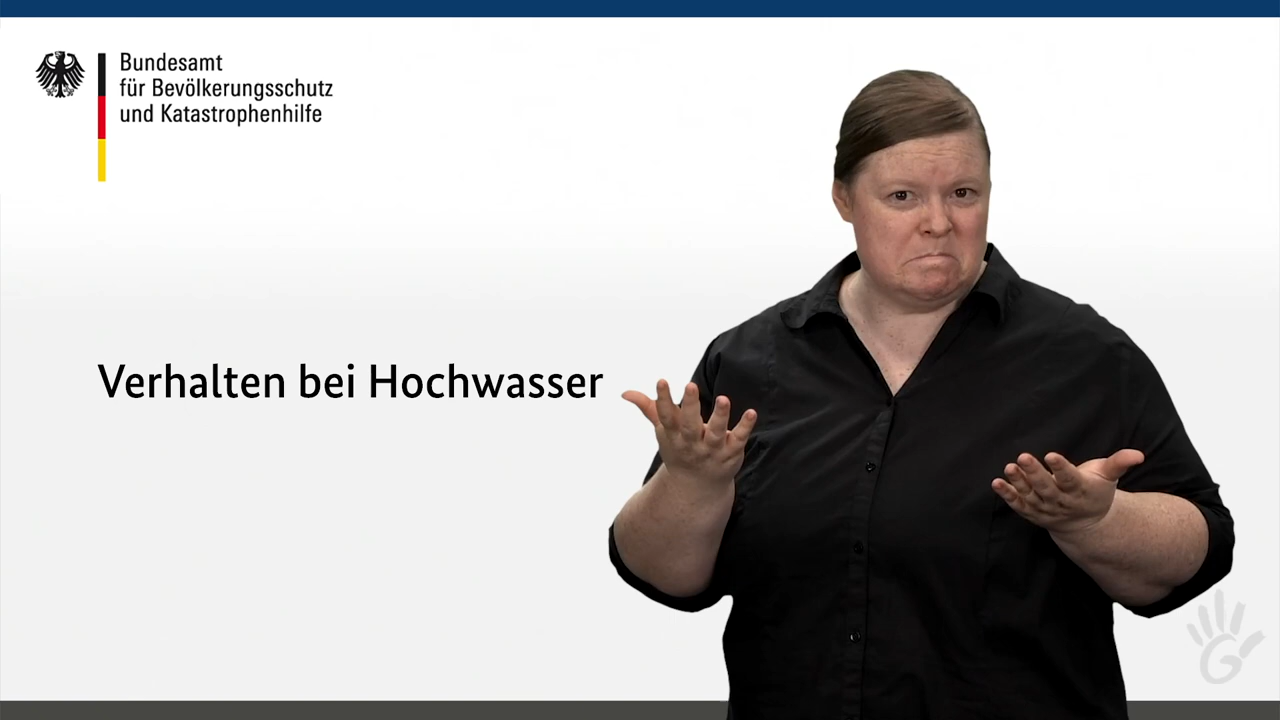 Bundesamt
für Bevölkerungsschutz
und Katastrophenhilfe
Verhalten bei Hochwasser
G